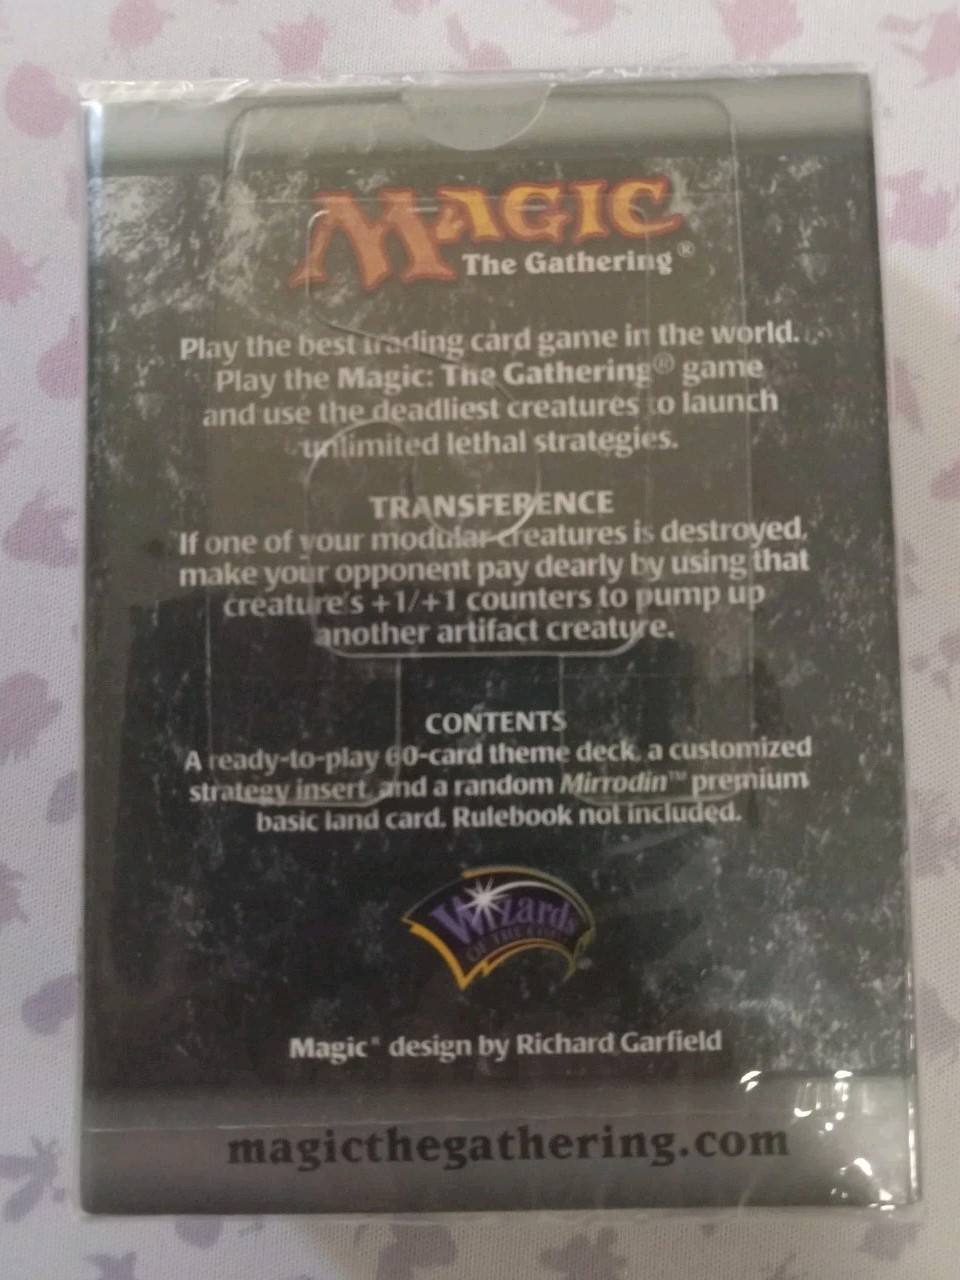 MAGIC
The Gathering®
Play the best trading card game in the world.
Play the Magic: The Gathering® game
and use the deadliest creatures to launch
unlimited lethal strategies.
TRANSFERENCE
If one of your modular creatures is destroyed,
make your opponent pay dearly by using that
creature's +1/+1 counters to pump up
another artifact creature.
CONTENTS
A ready-to-play 60-card theme deck, a customized
strategy insert, and a random Mirrodin™ premium
basic land card. Rulebook not included.
Wizards
OF THE COAST
Magic® design by Richard Garfield
magicthegathering.com